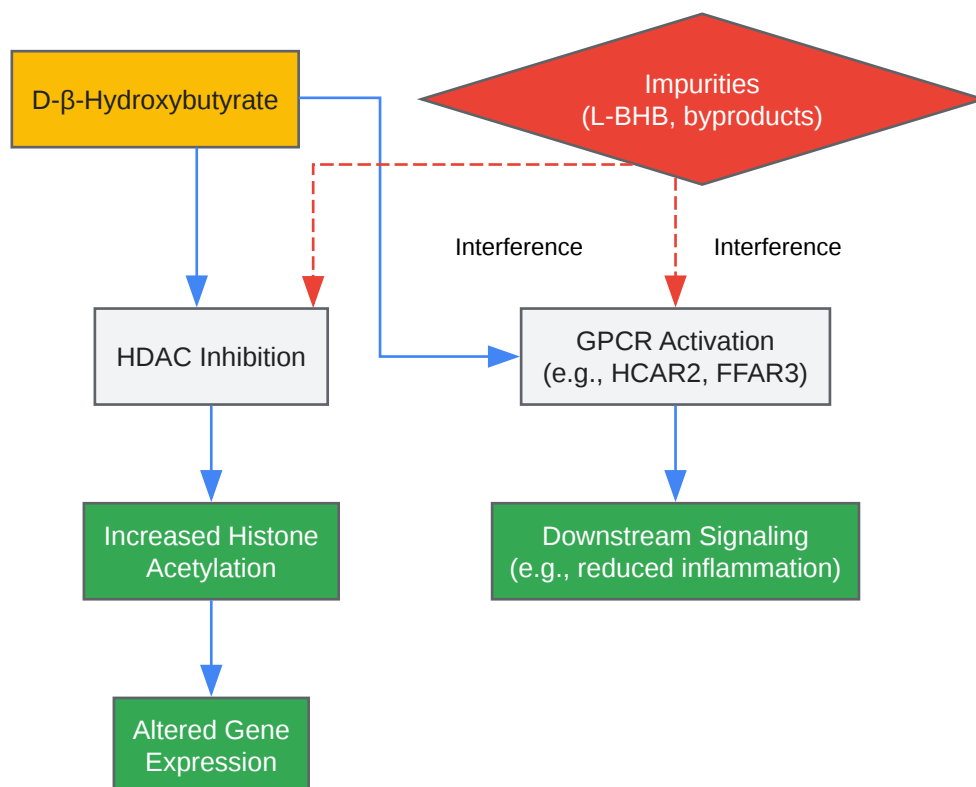 D-β-Hydroxybutyrate
Impurities
(L-BHB, byproducts)
Interference
Interference
HDAC Inhibition
GPCR Activation
(e.g., HCAR2, FFAR3)
Increased Histone
Acetylation
Downstream Signaling
(e.g., reduced inflammation)
Altered Gene
Expression